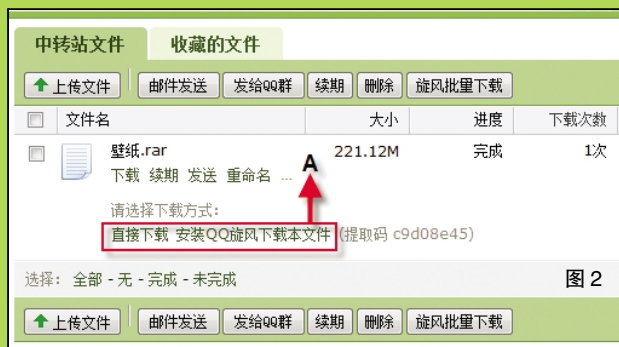 中转站文件 收藏的文件
上传文件 邮件发送 发给QQ群 续期 删除 旋风批量下载
文件名 大小 进度 下载次数
壁纸.rar 221.12M 完成 1次
下载 续期 发送 重命名 ... A
请选择下载方式:
直接下载 安装QQ旋风下载本文件 (提取码 c9d08e45)
选择: 全部 - 无 - 完成 - 未完成 图 2
上传文件 邮件发送 发给QQ群 续期 删除 旋风批量下载